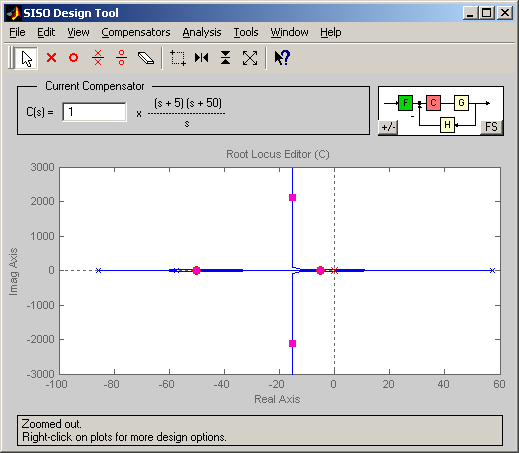 SISO Design Tool
File Edit View Compensators Analysis Tools Window Help
Current Compensator
C(s) = 1 x (s + 5) (s + 50)
s
F C G
H
+/- FS
Root Locus Editor (C)
3000
2000
1000
0
-1000
-2000
-3000
Imag Axis
-100 -80 -60 -40 -20 0 20 40 60
Real Axis
Zoomed out.
Right-click on plots for more design options.